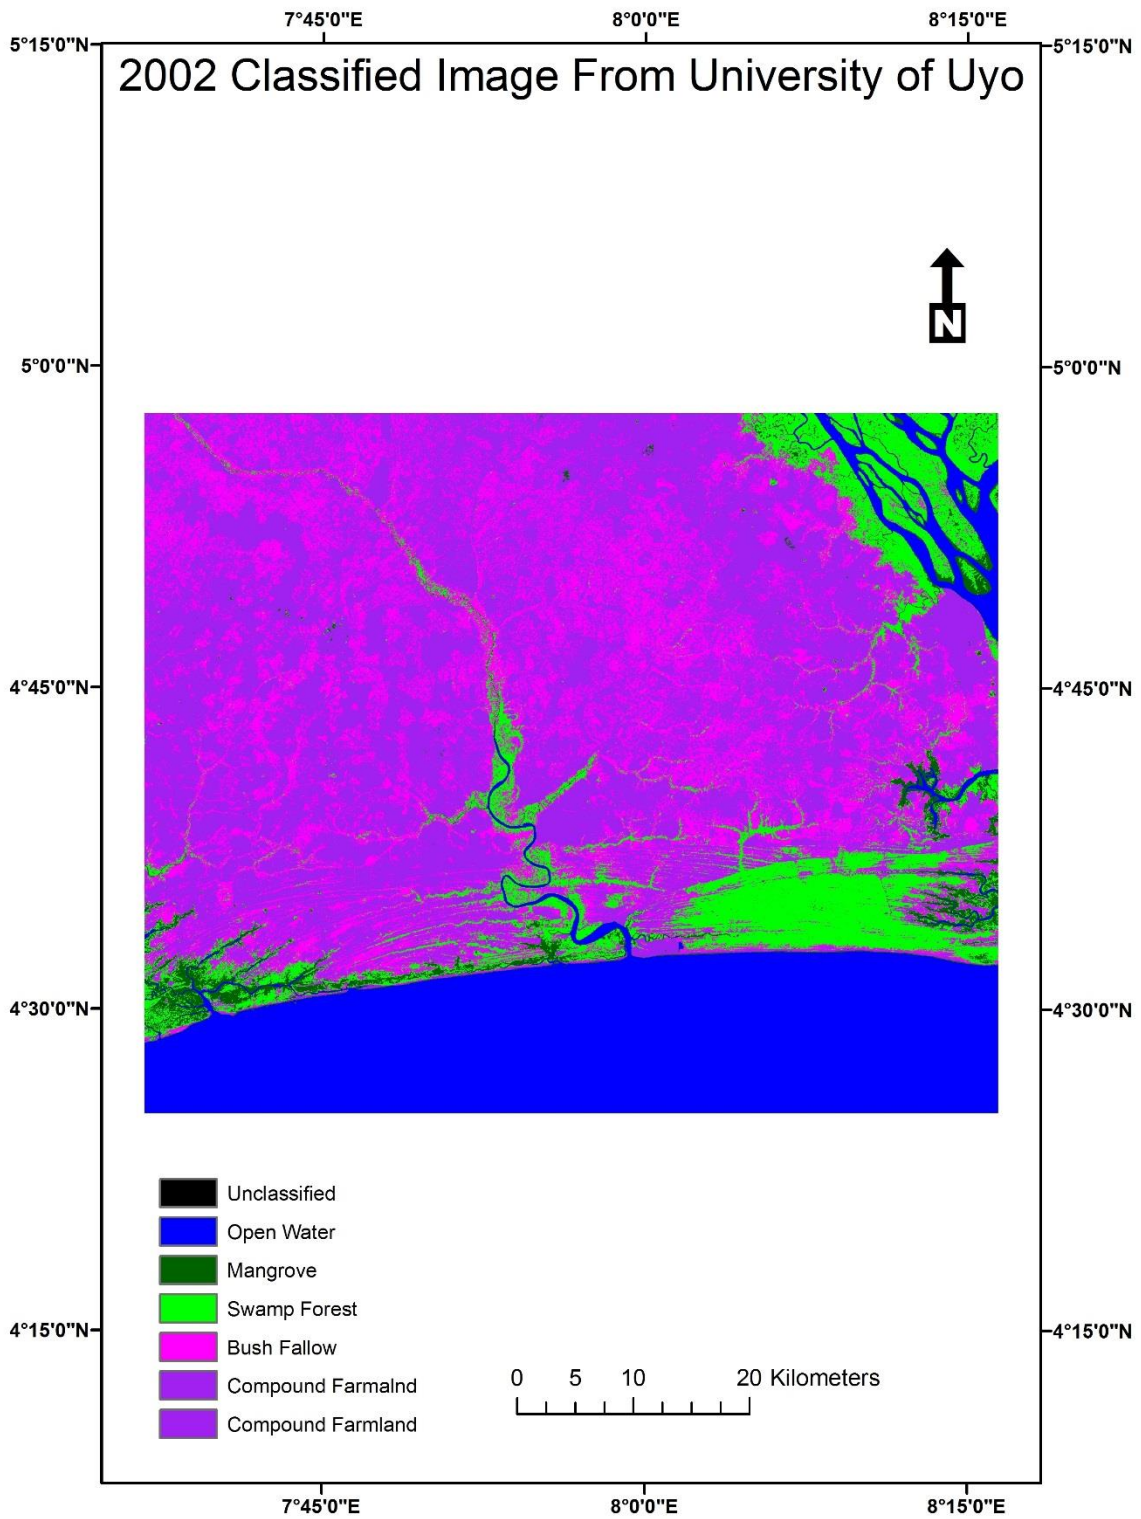 7°45'0"E 8°0'0"E 8°15'0"E
5°15'0"N 5°15'0"N
2002 Classified Image From University of Uyo
N
5°0'0"N 5°0'0"N
4°45'0"N 4°45'0"N
4°30'0"N 4°30'0"N
Unclassified
Open Water
Mangrove
Swamp Forest
4°15'0"N 4°15'0"N
Bush Fallow
Compound Farmalnd
0 5 10 20 Kilometers
Compound Farmland
7°45'0"E 8°0'0"E 8°15'0"E